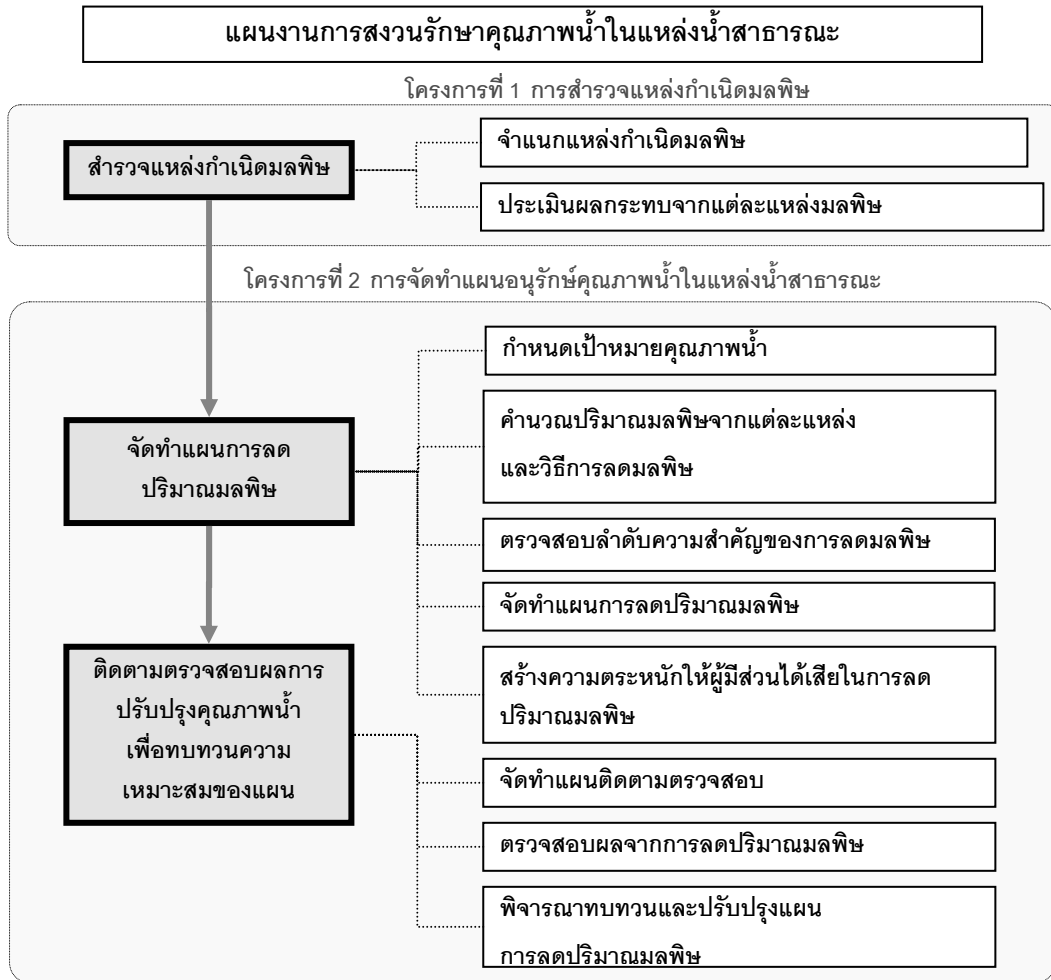 แผนงานการสงวนรักษาคุณภาพน้ำในแหล่งน้ำสาธารณะ
โครงการที่ 1 การสำรวจแหล่งกำเนิดมลพิษ
สำรวจแหล่งกำเนิดมลพิษ
จำแนกแหล่งกำเนิดมลพิษ
ประเมินผลกระทบจากแต่ละแหล่งมลพิษ
โครงการที่ 2 การจัดทำแผนอนุรักษ์คุณภาพน้ำในแหล่งน้ำสาธารณะ
จัดทำแผนการลด
ปริมาณมลพิษ
กำหนดเป้าหมายคุณภาพน้ำ
คำนวณปริมาณมลพิษจากแต่ละแหล่ง
และวิธีการลดมลพิษ
ตรวจสอบลำดับความสำคัญของการลดมลพิษ
จัดทำแผนการลดปริมาณมลพิษ
สร้างความตระหนักให้ผู้มีส่วนได้เสียในการลด
ปริมาณมลพิษ
ติดตามตรวจสอบผลการ
ปรับปรุงคุณภาพน้ำ
เพื่อทบทวนความ
เหมาะสมของแผน
จัดทำแผนติดตามตรวจสอบ
ตรวจสอบผลจากการลดปริมาณมลพิษ
พิจารณาทบทวนและปรับปรุงแผน
การลดปริมาณมลพิษ